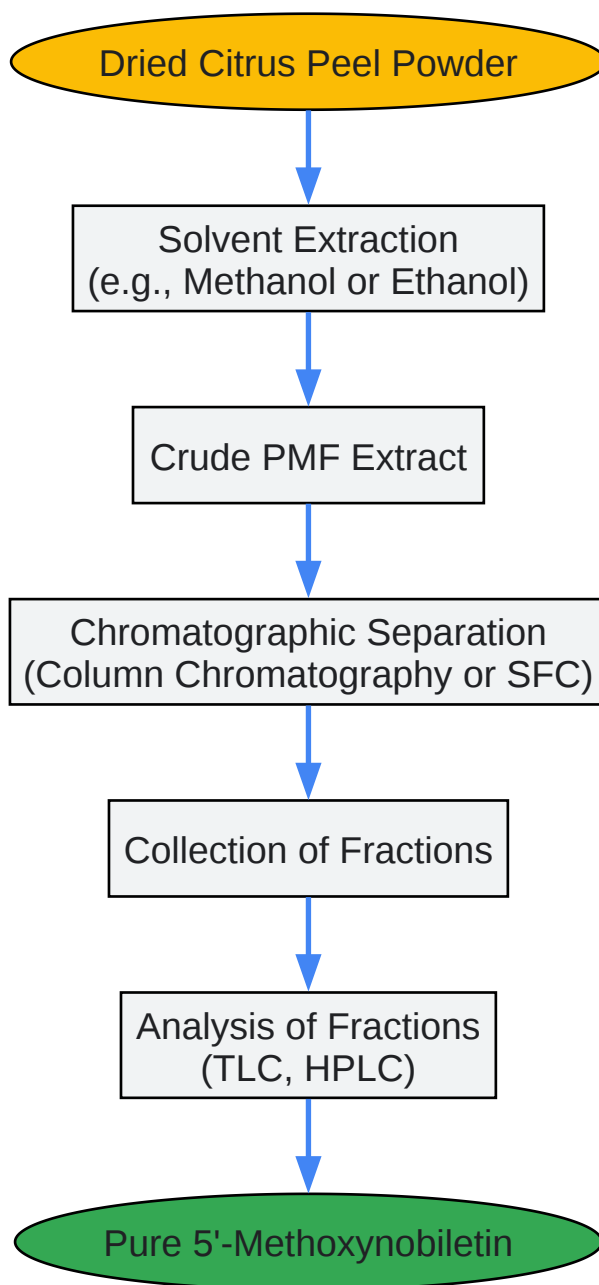 Dried Citrus Peel Powder
Solvent Extraction
(e.g., Methanol or Ethanol)
Crude PMF Extract
Chromatographic Separation
(Column Chromatography or SFC)
Collection of Fractions
Analysis of Fractions
(TLC, HPLC)
Pure 5'-Methoxynobiletin